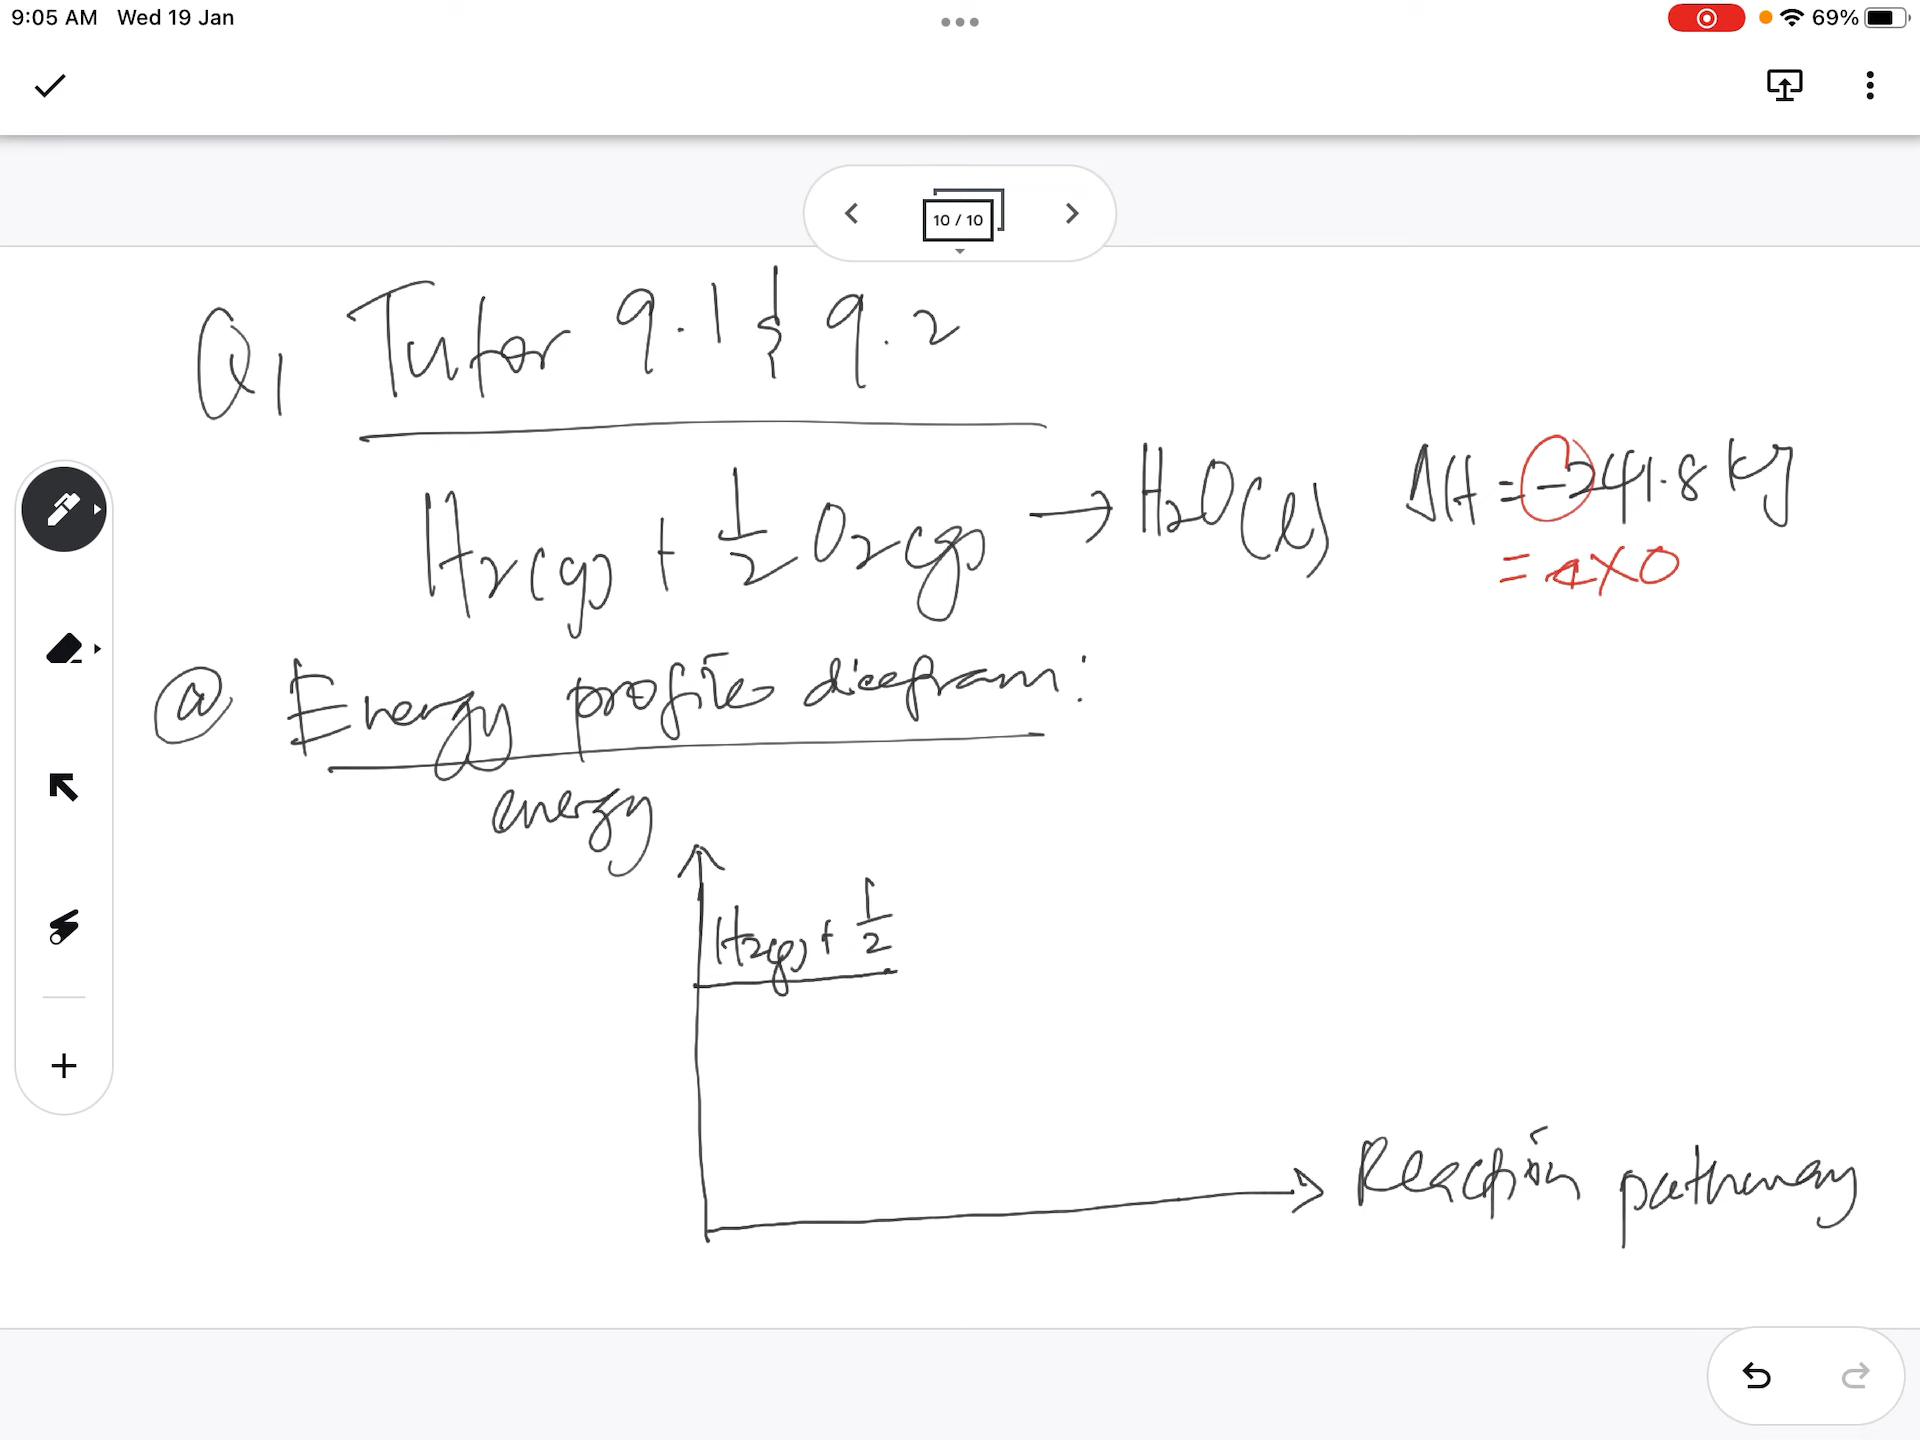 9:05 AM Wed 19 Jan
69%
10 / 10
Q1 Tutor 9.1 & 9.2
H2(g) + 1/2 O2(g) → H2O(l) ΔH = -241.8 kJ
= exo
(a) Energy profile diagram:
energy
H2(g) + 1/2
Reaction pathway